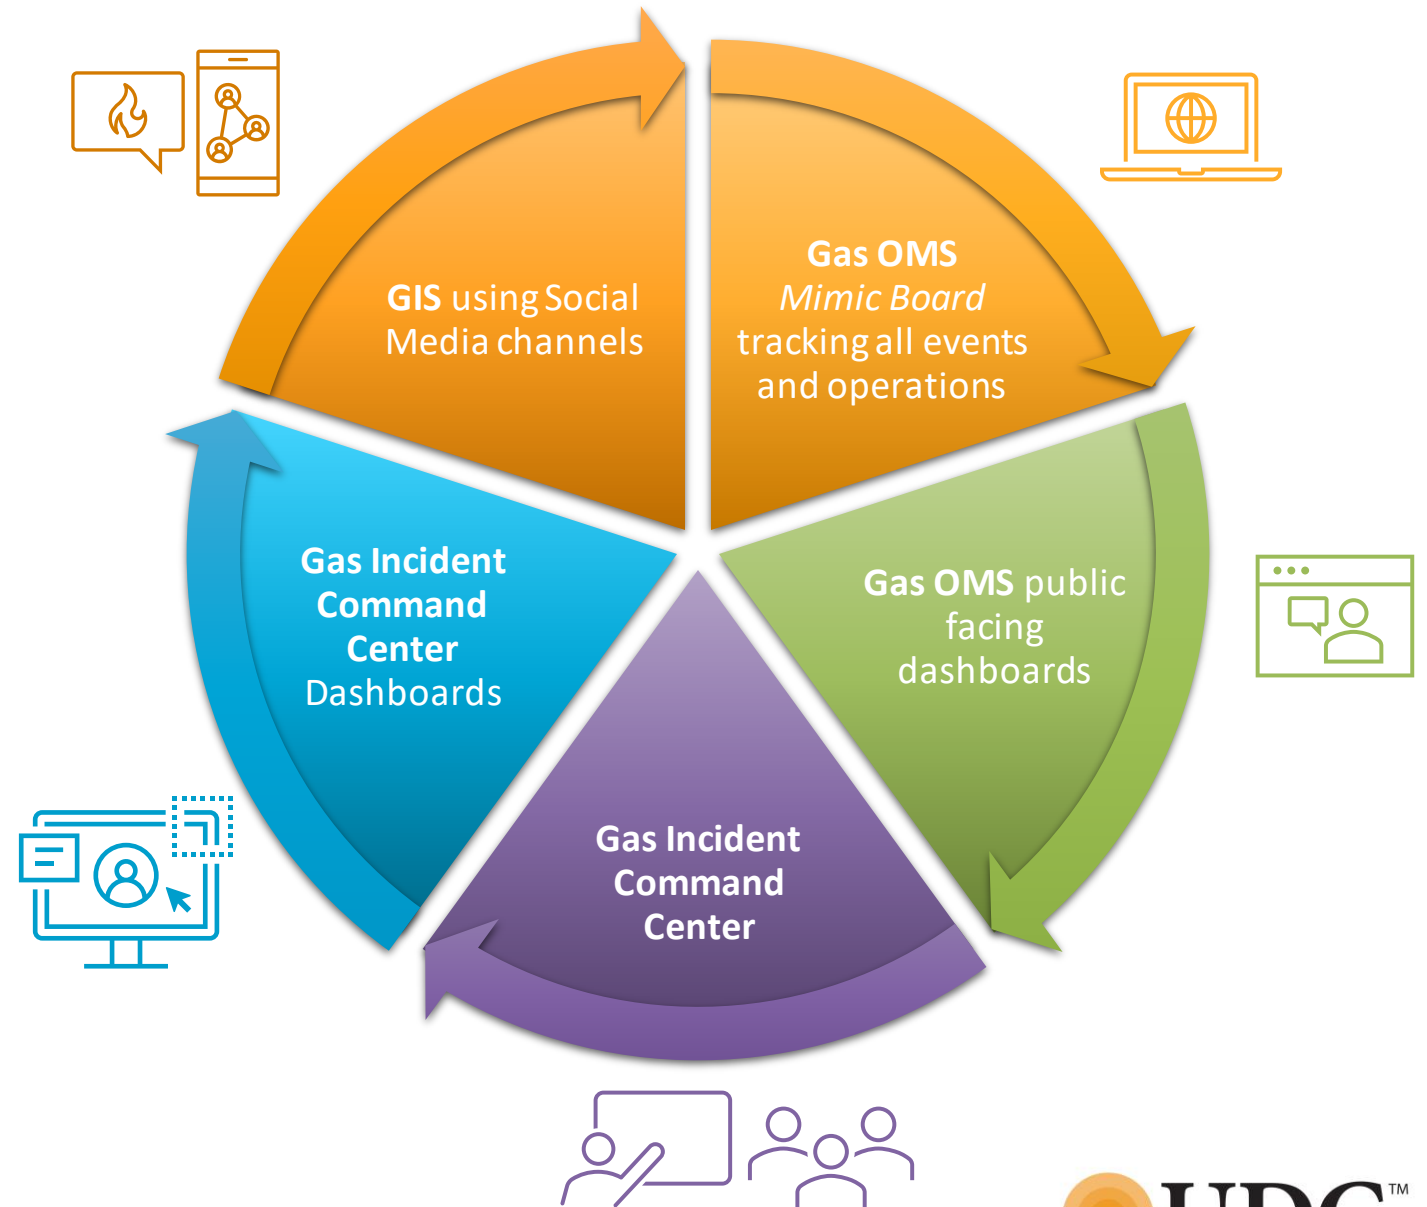 GIS using Social
Media channels
Gas OMS
Mimic Board
tracking all events
and operations
Gas OMS public
facing
dashboards
Gas Incident
Command
Center
Gas Incident
Command
Center
Dashboards
UDC™